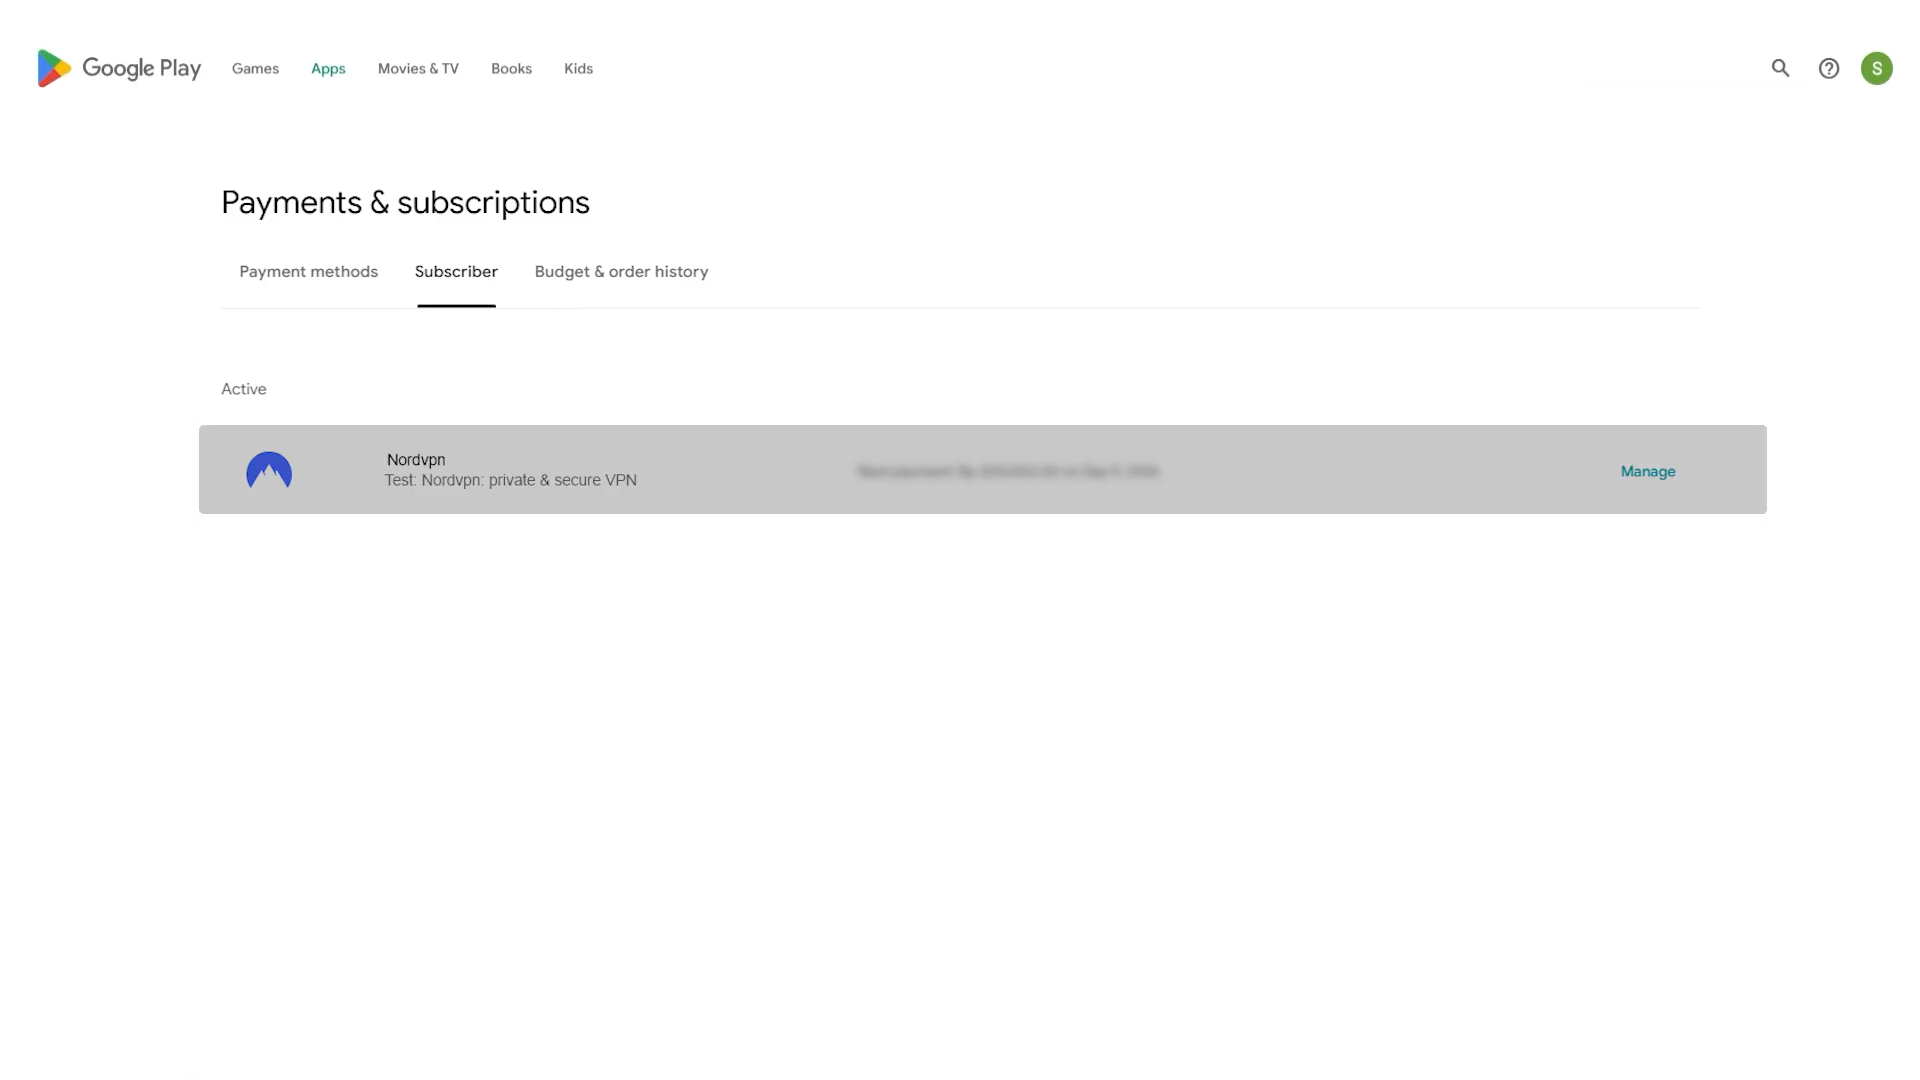 Google Play Games Apps Movies & TV Books Kids S
Payments & subscriptions
Payment methods Subscriber Budget & order history
Active
Nordvpn
Test: Nordvpn: private & secure VPN
Manage